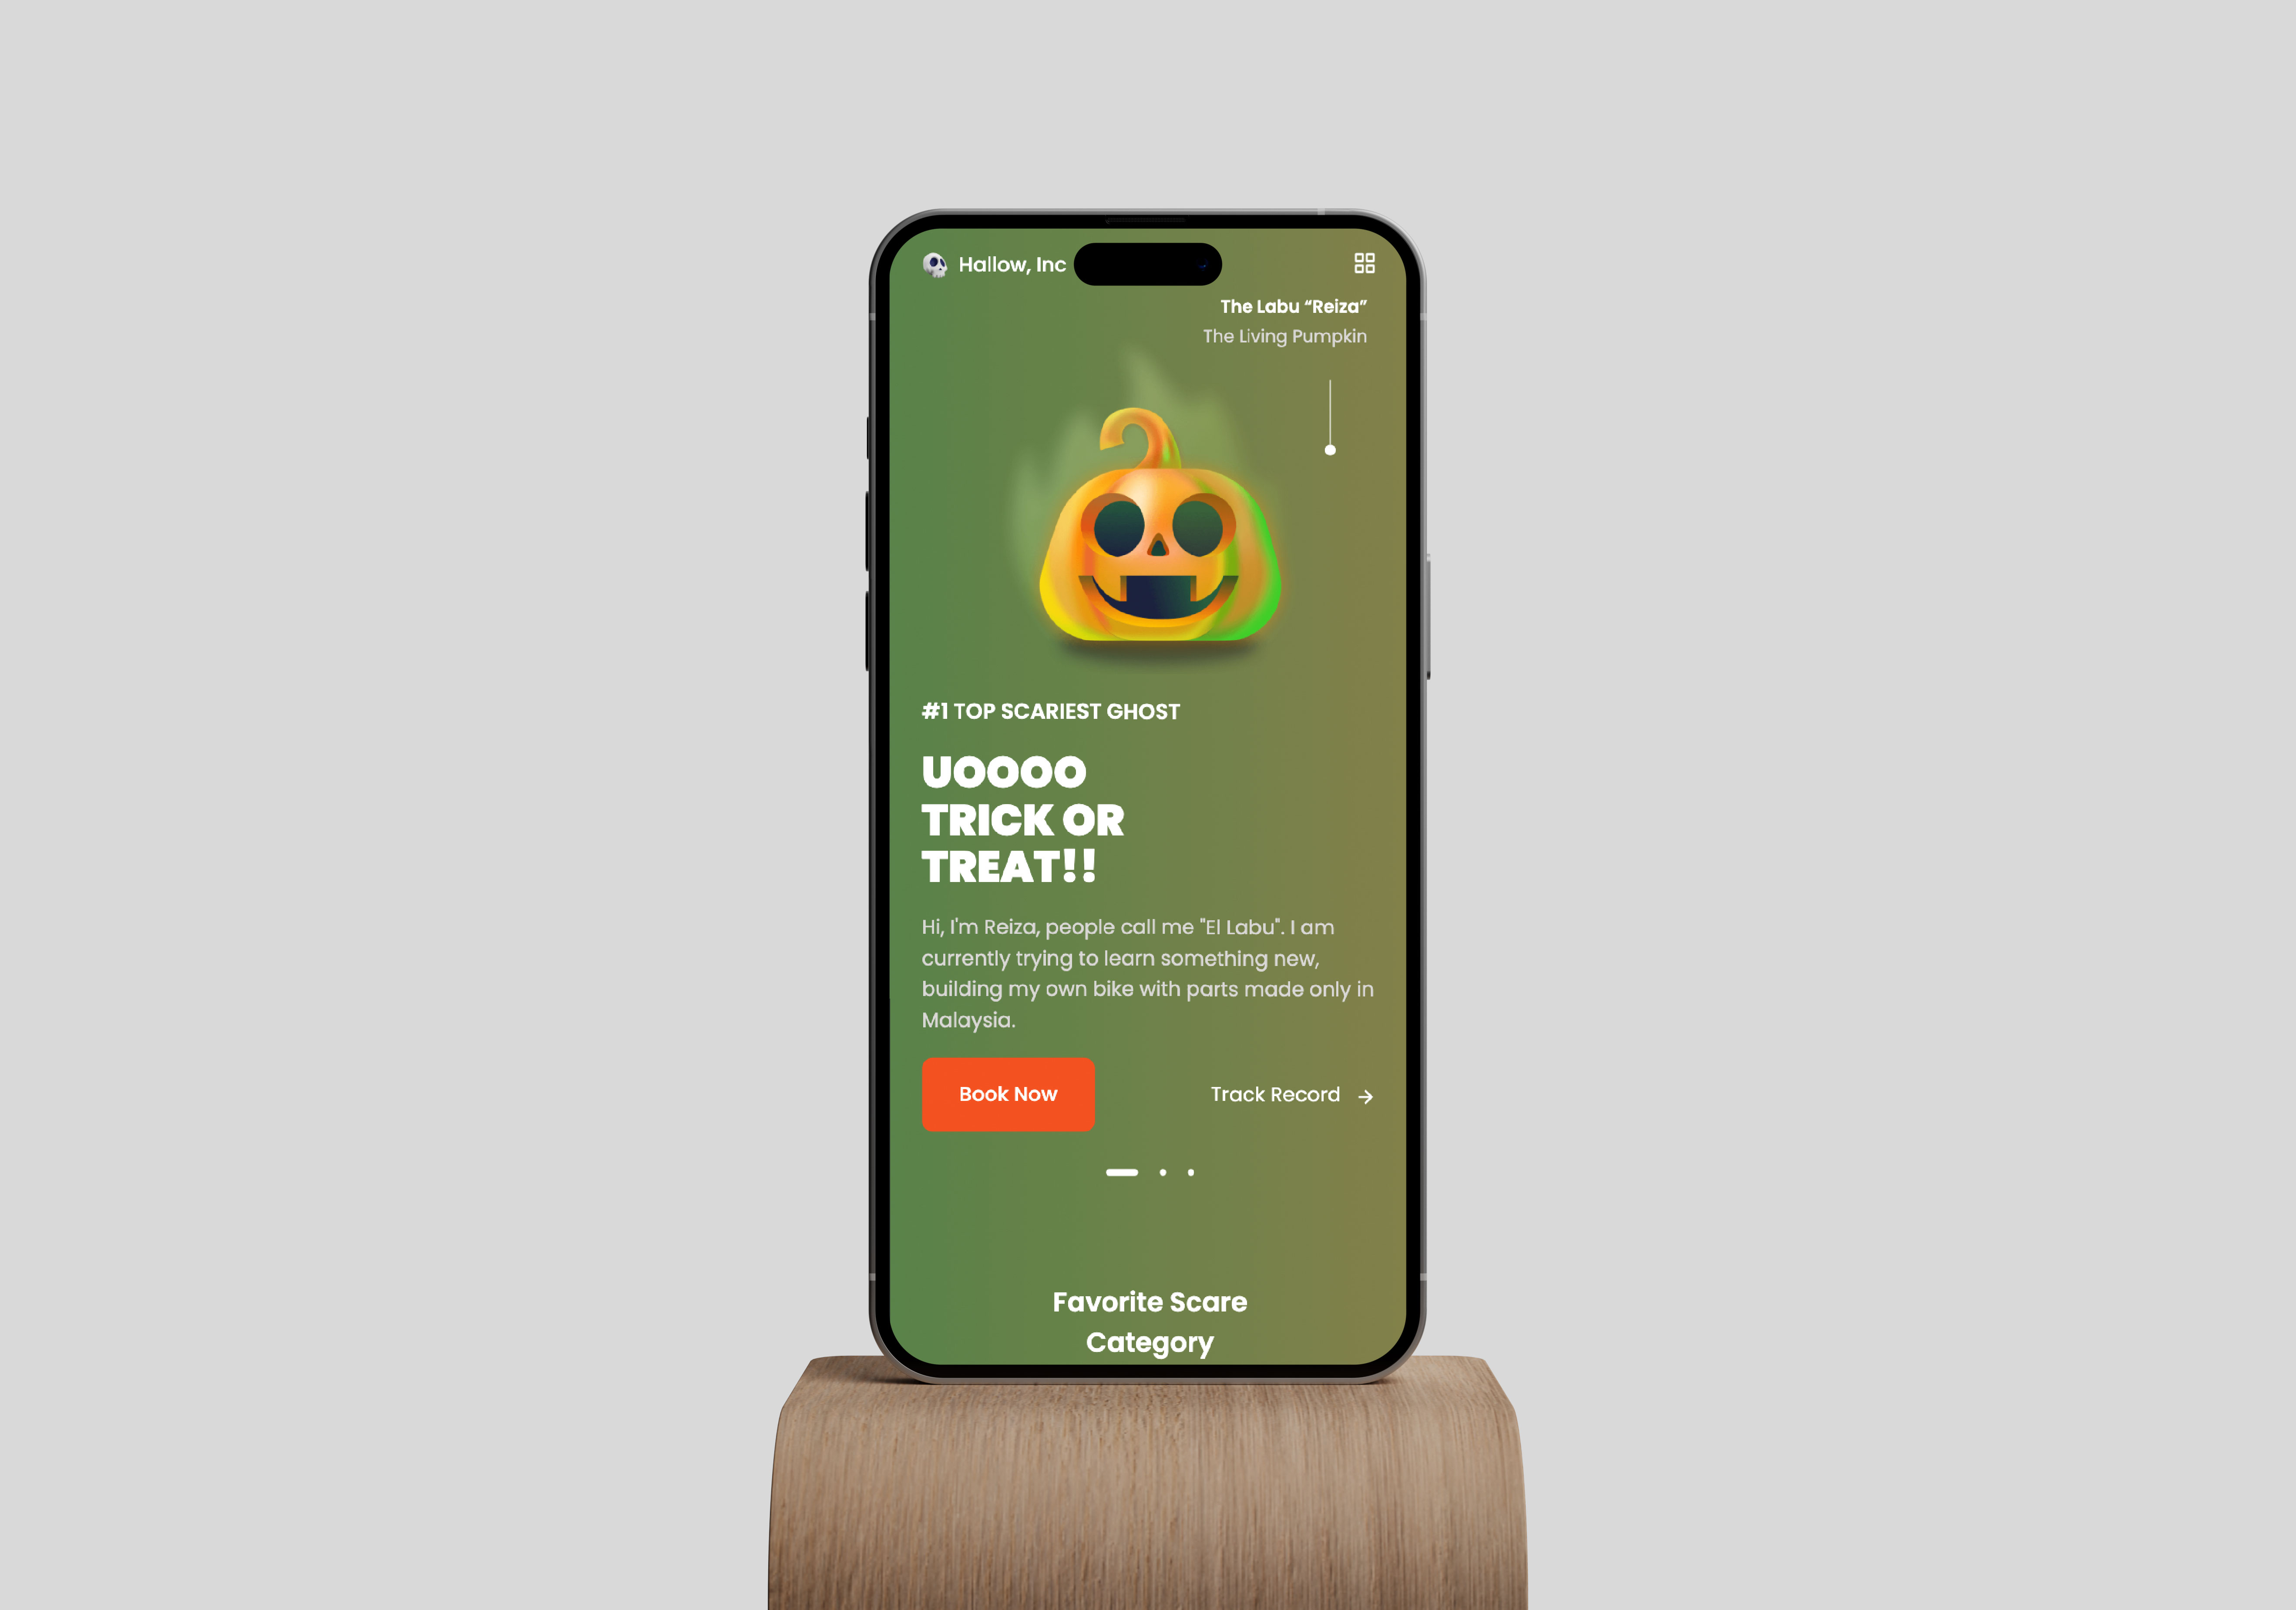 Hallow, Inc
The Labu “Reiza”
The Living Pumpkin
#1 TOP SCARIEST GHOST
UOOOO
TRICK OR
TREAT!!
Hi, I'm Reiza, people call me "El Labu". I am
currently trying to learn something new,
building my own bike with parts made only in
Malaysia.
Book Now
Track Record
Favorite Scare
Category